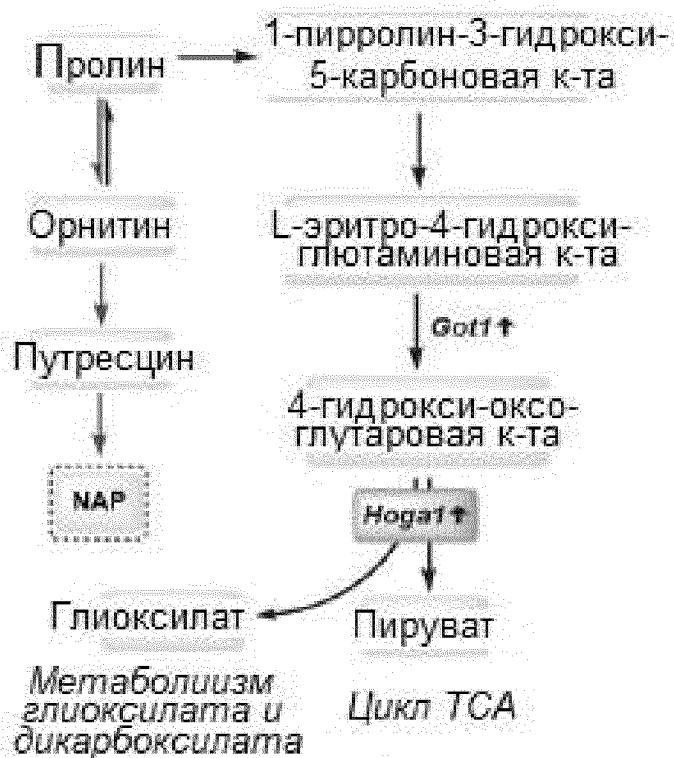 Пролин
1-пирролин-3-гидрокси-
5-карбоновая к-та
Орнитин
L-эритро-4-гидрокси-
глютаминовая к-та
Got1↑
Путресцин
4-гидрокси-оксо-
глутаровая к-та
NAP
Hoga1↑
Глиоксилат
Пируват
Метаболиизм
глиоксилата и
дикарбоксилата
Цикл TCA